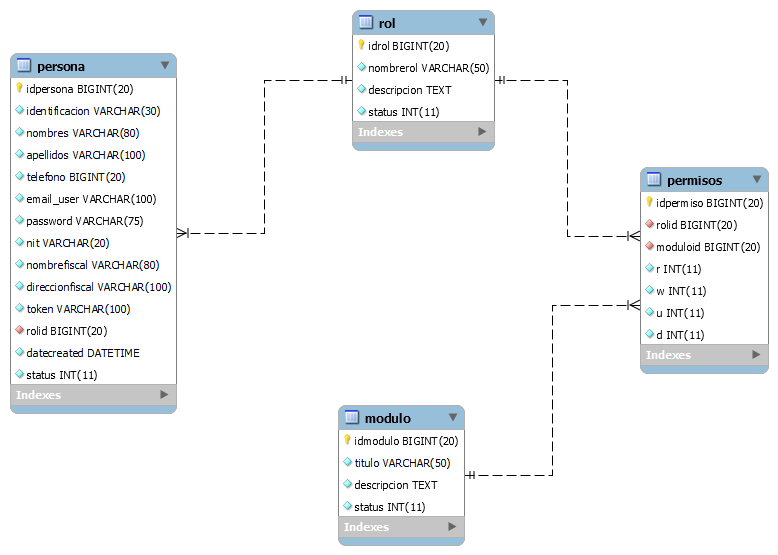 rol
idrol BIGINT(20)
nombrerol VARCHAR(50)
descripcion TEXT
status INT(11)
Indexes
persona
idpersona BIGINT(20)
identificacion VARCHAR(30)
nombres VARCHAR(80)
apellidos VARCHAR(100)
telefono BIGINT(20)
email_user VARCHAR(100)
password VARCHAR(75)
nit VARCHAR(20)
nombrefiscal VARCHAR(80)
direccionfiscal VARCHAR(100)
token VARCHAR(100)
rolid BIGINT(20)
datecreated DATETIME
status INT(11)
Indexes
permisos
idpermiso BIGINT(20)
rolid BIGINT(20)
moduloid BIGINT(20)
r INT(11)
w INT(11)
u INT(11)
d INT(11)
Indexes
modulo
idmodulo BIGINT(20)
titulo VARCHAR(50)
descripcion TEXT
status INT(11)
Indexes